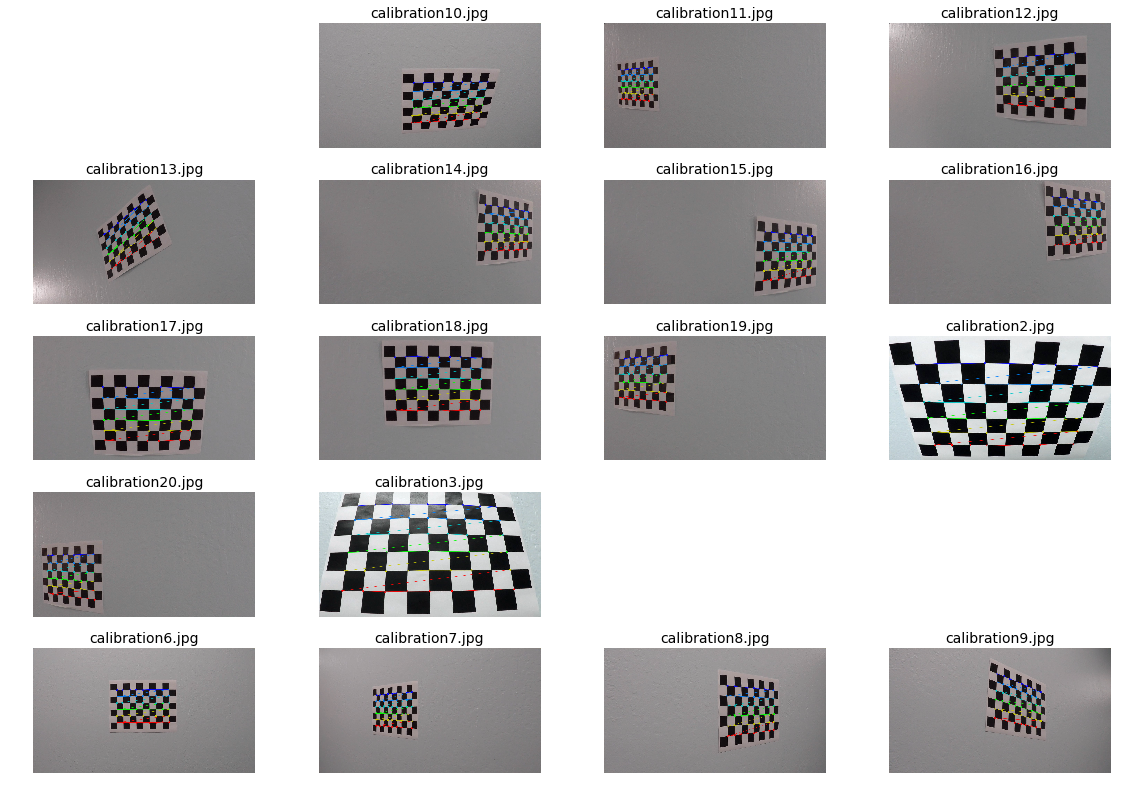 calibration10.jpg
calibration11.jpg
calibration12.jpg
calibration13.jpg
calibration14.jpg
calibration15.jpg
calibration16.jpg
calibration17.jpg
calibration18.jpg
calibration19.jpg
calibration2.jpg
calibration20.jpg
calibration3.jpg
calibration6.jpg
calibration7.jpg
calibration8.jpg
calibration9.jpg